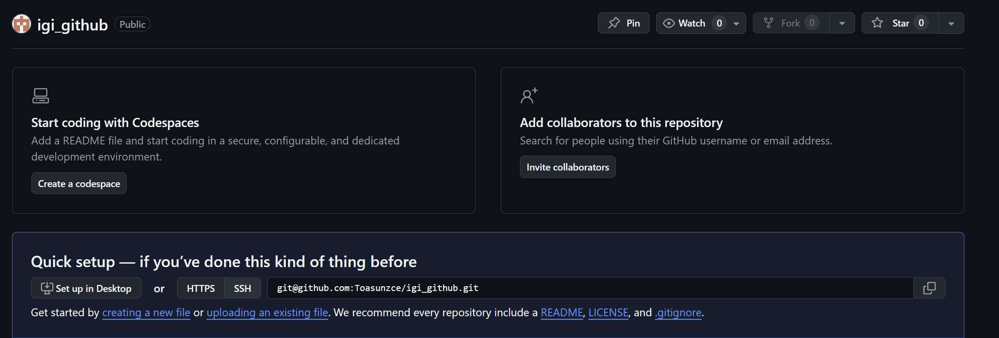 igi_github Public Pin Watch 0 Fork 0 Star 0
Start coding with Codespaces
Add a README file and start coding in a secure, configurable, and dedicated
development environment.
Create a codespace
Add collaborators to this repository
Search for people using their GitHub username or email address.
Invite collaborators
Quick setup — if you’ve done this kind of thing before
Set up in Desktop or HTTPS SSH git@github.com:Toasunzce/igi_github.git
Get started by creating a new file or uploading an existing file. We recommend every repository include a README, LICENSE, and .gitignore.